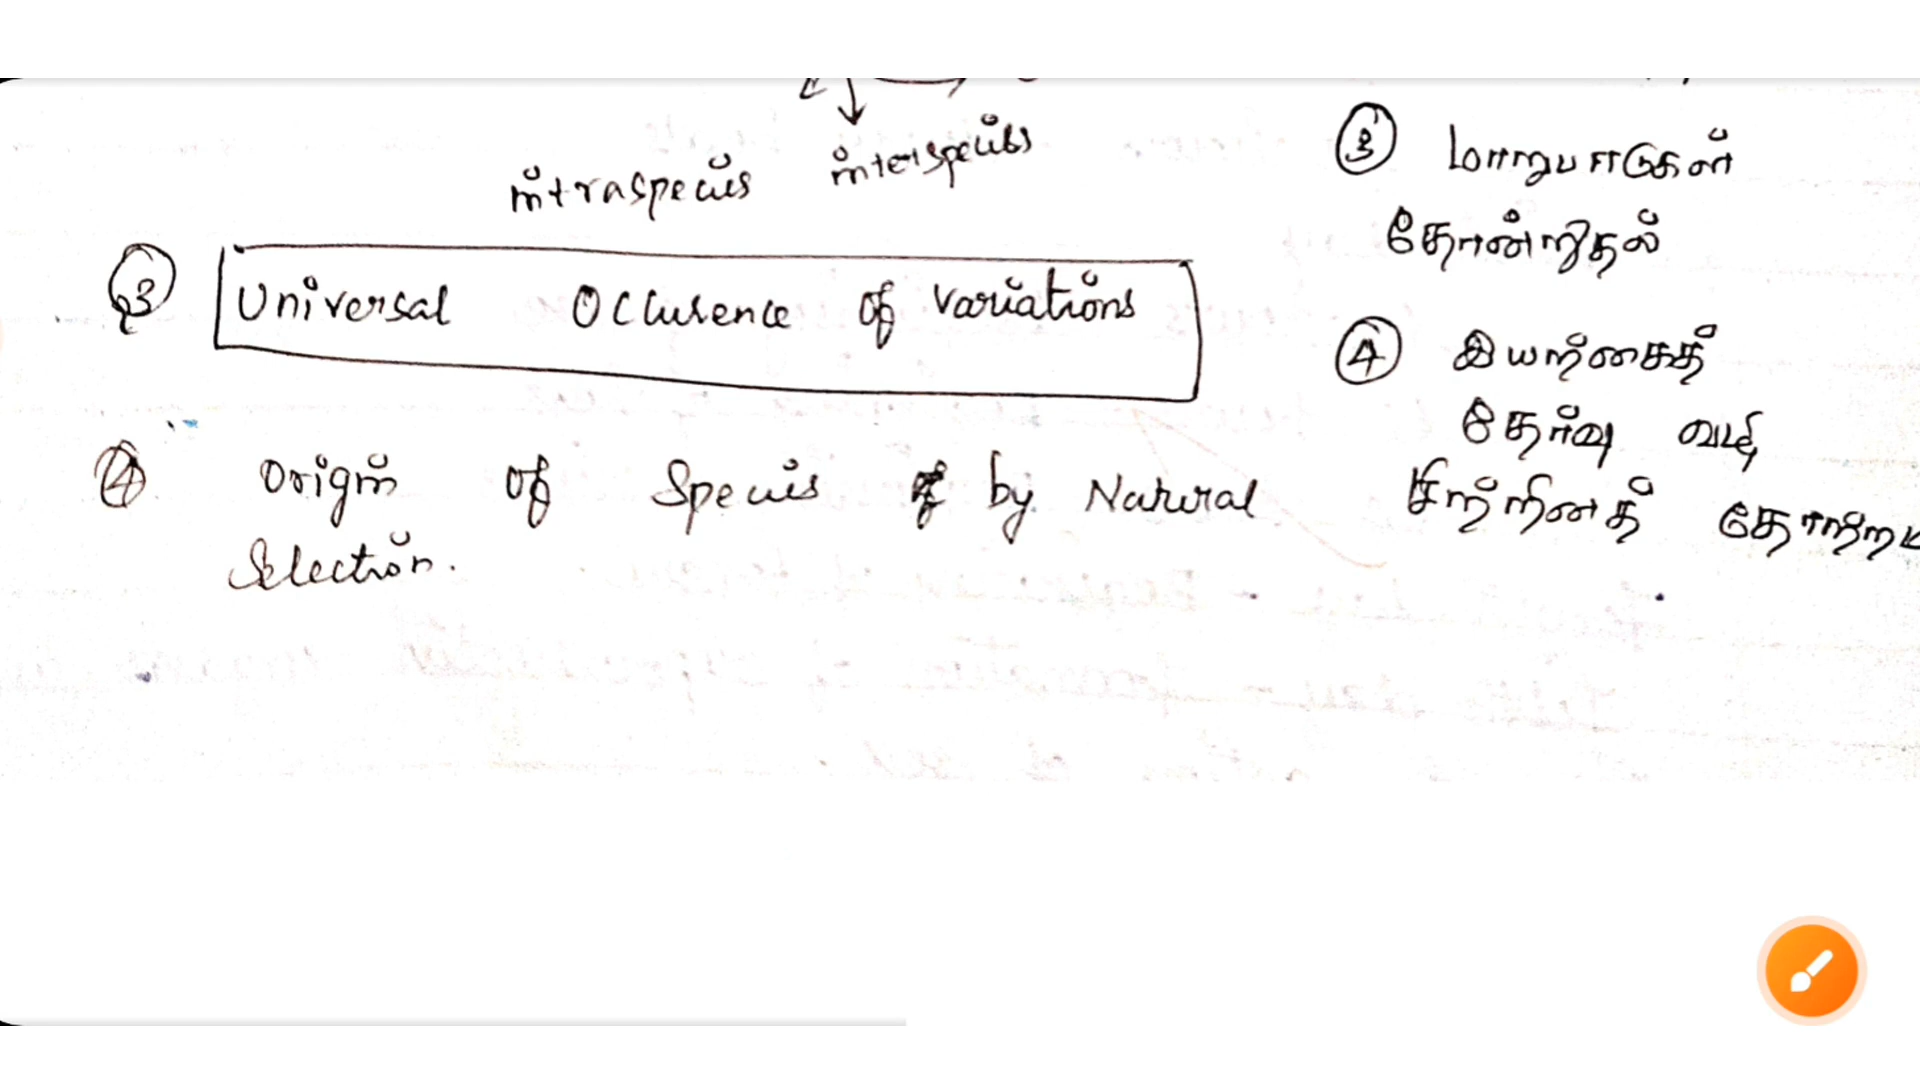 intraspecies interspecies
③ Universal Occurence of variations
④ Origin of Species by Natural
Selection.
③ மாறுபாடுகள்
தோன்றுதல்
④ இயற்கைத்
தேர்வு வழி
சிற்றினத் தோற்றம்